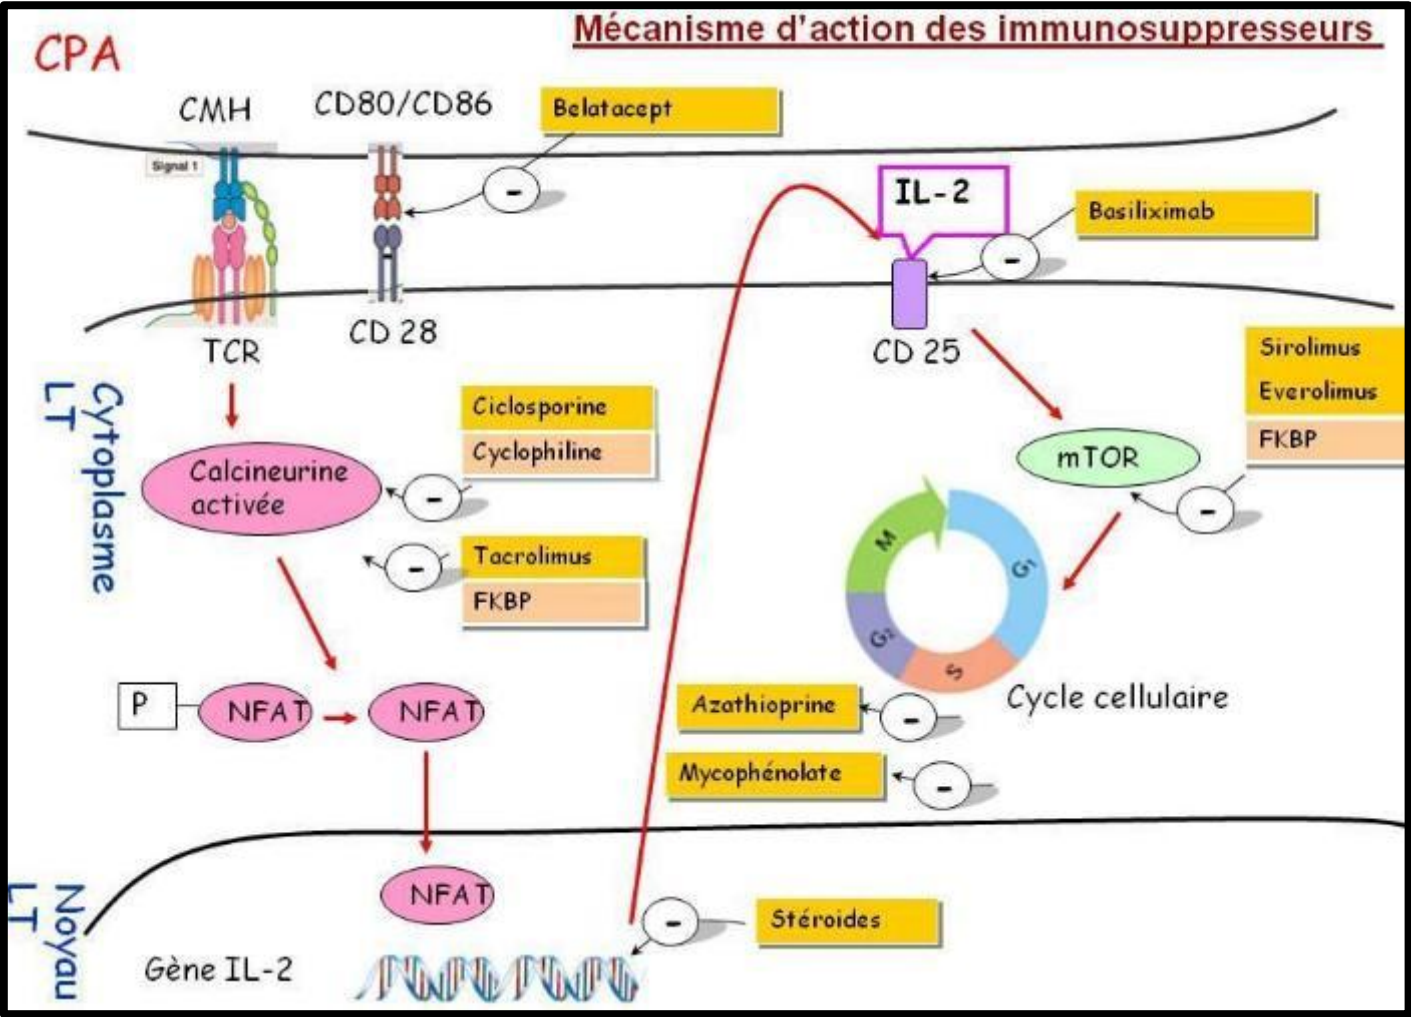 Mécanisme d'action des immunosuppresseurs
CPA
CMH
CD80/CD86
Belatacept
-
Signal 1
IL-2
Basiliximab
-
TCR
CD 28
CD 25
Sirolimus
Everolimus
FKBP
-
mTOR
Cytoplasme
LT
Ciclosporine
Cyclophiline
-
Calcineurine
activée
Tacrolimus
FKBP
-
M
G1
G2
S
Cycle cellulaire
P
NFAT
NFAT
Azathioprine
-
Mycophénolate
-
Noyau
LT
NFAT
Stéroides
-
Gène IL-2